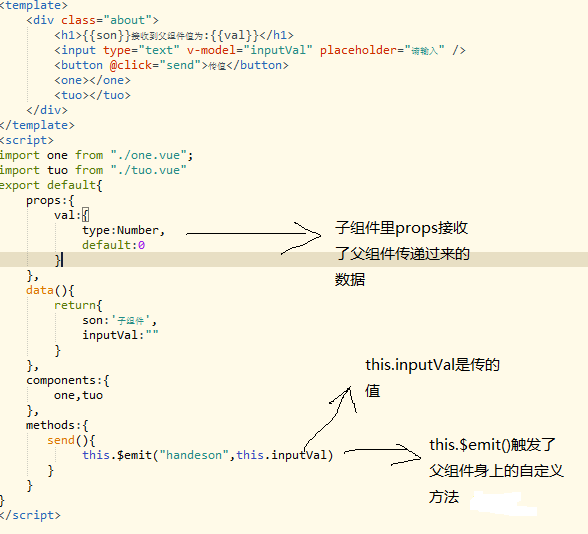 <template>
<div class="about">
<h1>{{son}}接收到父组件值为:{{val}}</h1>
<input type="text" v-model="inputVal" placeholder="请输入" />
<button @click="send">传值</button>
<one></one>
<tuo></tuo>
</div>
</template>
<script>
import one from "./one.vue";
import tuo from "./tuo.vue"
export default{
props:{
val:{
type:Number,
default:0
}
},
data(){
return{
son:'子组件',
inputVal:""
}
},
components:{
one,tuo
},
methods:{
send(){
this.$emit("handeson",this.inputVal)
}
}
}
</script>
子组件里props接收
了父组件传递过来的
数据
this.inputVal是传的
值
this.$emit()触发了
父组件身上的自定义
方法